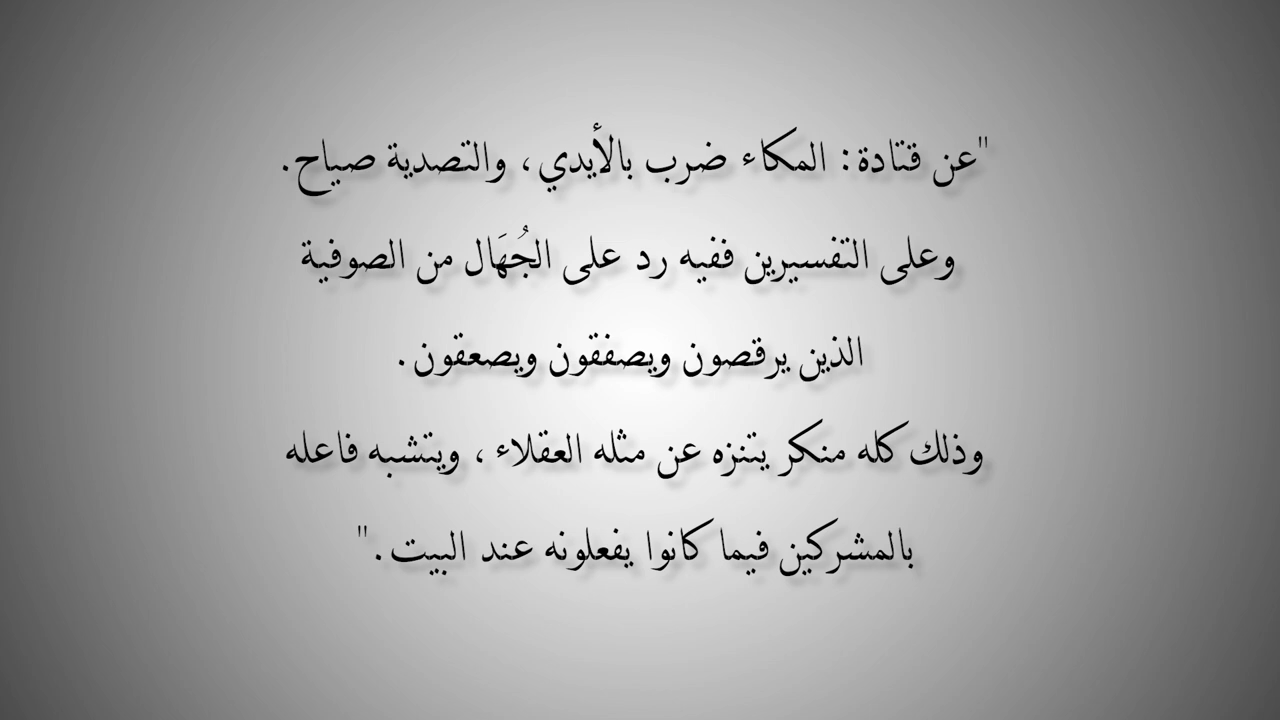 "عن قتادة: المكاء ضرب بالأيدي، والتصدية صياح.
وعلى التفسيرين ففيه رد على الجُهَال من الصوفية
الذين يرقصون ويصفقون ويصعقون.
وذلك كله منكر يتنزه عن مثله العقلاء، ويتشبه فاعله
بالمشركين فيما كانوا يفعلونه عند البيت."